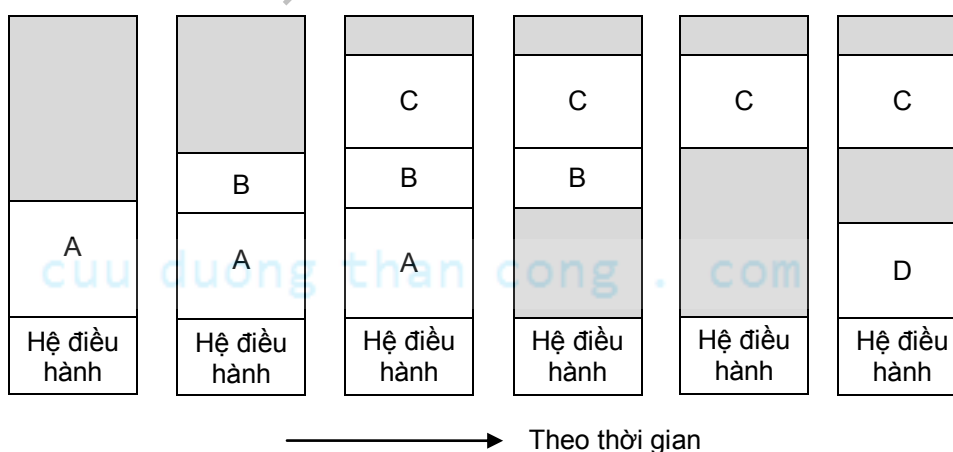 C
C
C
C
B
B
B
A
A
A
D
cuu duong than cong . com
Hệ điều
hành
Hệ điều
hành
Hệ điều
hành
Hệ điều
hành
Hệ điều
hành
Hệ điều
hành
Theo thời gian